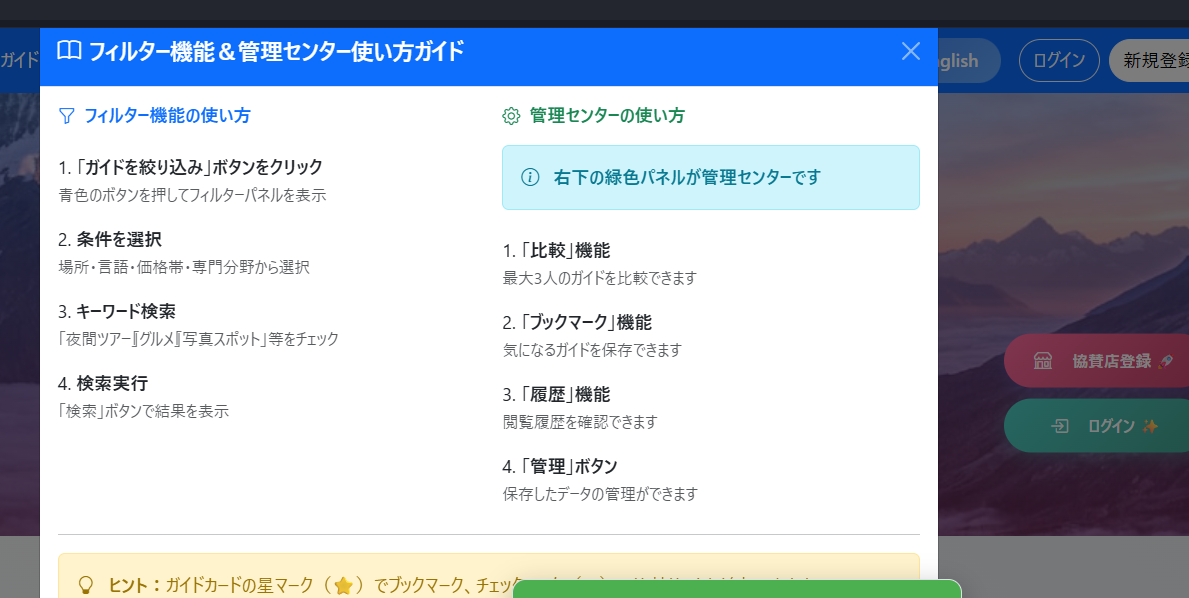 フィルター機能＆管理センター使い方ガイド
ガイド
glish
ログイン
新規登録
フィルター機能の使い方
1. 「ガイドを絞り込み」ボタンをクリック
青色のボタンを押してフィルターパネルを表示
2. 条件を選択
場所・言語・価格帯・専門分野から選択
3. キーワード検索
「夜間ツアー』『グルメ』『写真スポット」等をチェック
4. 検索実行
「検索」ボタンで結果を表示
管理センターの使い方
右下の緑色パネルが管理センターです
1. 「比較」機能
最大3人のガイドを比較できます
2. 「ブックマーク」機能
気になるガイドを保存できます
3. 「履歴」機能
閲覧履歴を確認できます
4. 「管理」ボタン
保存したデータの管理ができます
協賛店登録 🚀
ログイン ✨
ヒント：ガイドカードの星マーク（⭐）でブックマーク、チェック